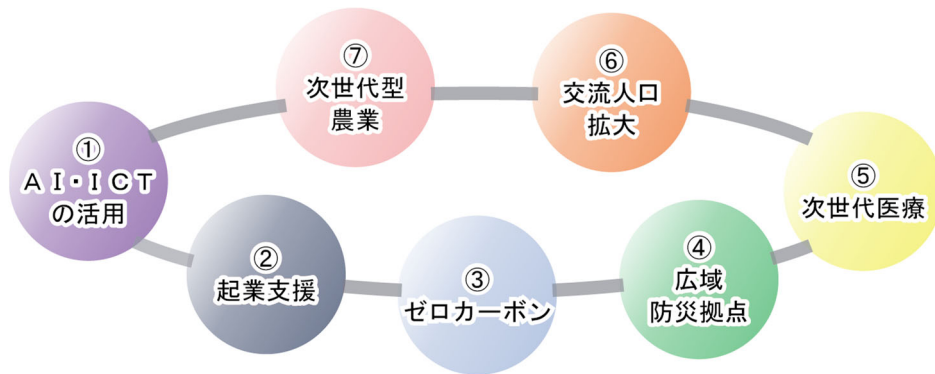 ①
ＡＩ・ＩＣＴ
の活用
②
起業支援
③
ゼロカーボン
④
広域
防災拠点
⑤
次世代医療
⑥
交流人口
拡大
⑦
次世代型
農業